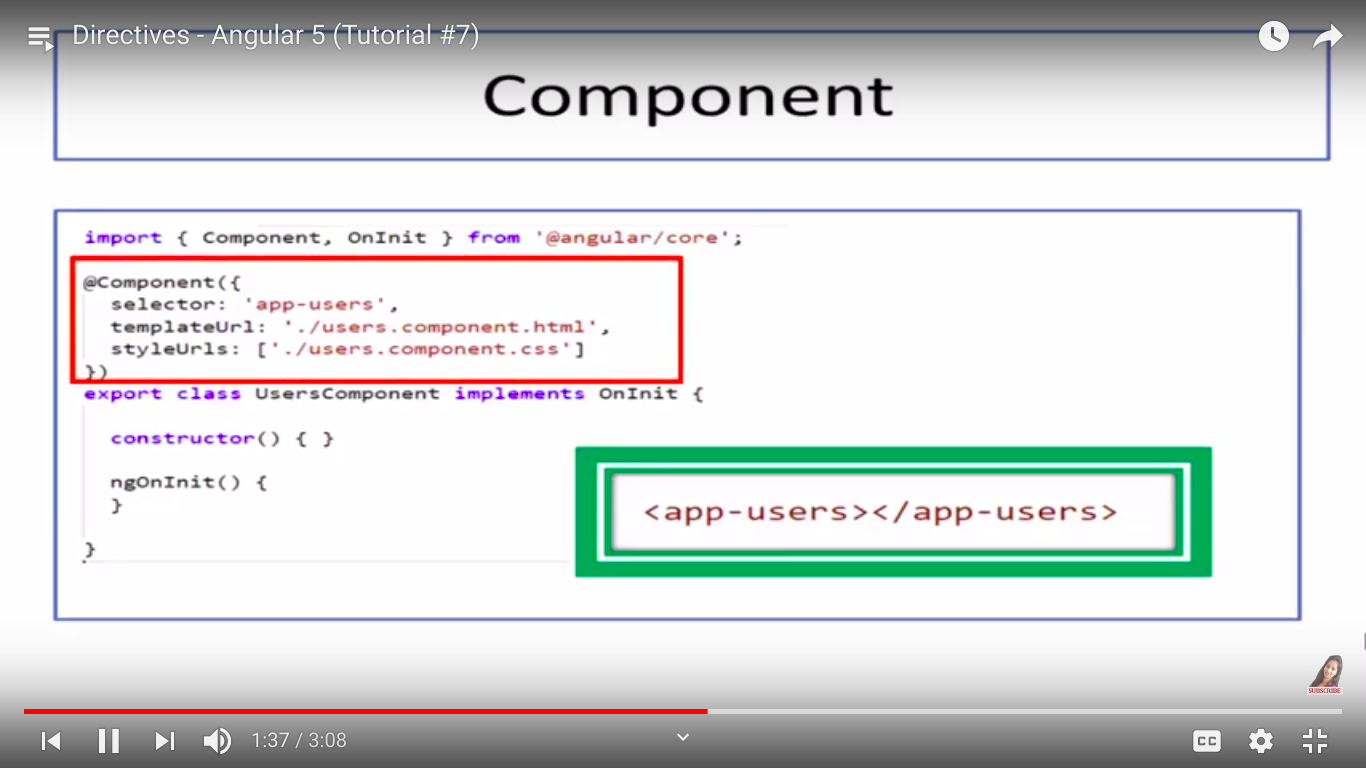 Directives - Angular 5 (Tutorial #7)
Component
import { Component, OnInit } from '@angular/core';
@Component({
selector: 'app-users',
templateUrl: './users.component.html',
styleUrls: ['./users.component.css']
})
export class UsersComponent implements OnInit {
constructor() { }
ngOnInit() {
}
}
<app-users></app-users>
SUBSCRIBE
1:37 / 3:08
CC